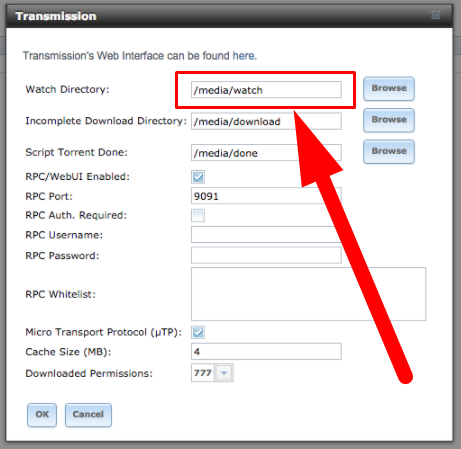 Transmission
Transmission's Web Interface can be found here.
Watch Directory: /media/watch Browse
Incomplete Download Directory: /media/download Browse
Script Torrent Done: /media/done Browse
RPC/WebUI Enabled:
RPC Port: 9091
RPC Auth. Required:
RPC Username:
RPC Password:
RPC Whitelist:
Micro Transport Protocol (µTP):
Cache Size (MB): 4
Downloaded Permissions: 777
OK Cancel